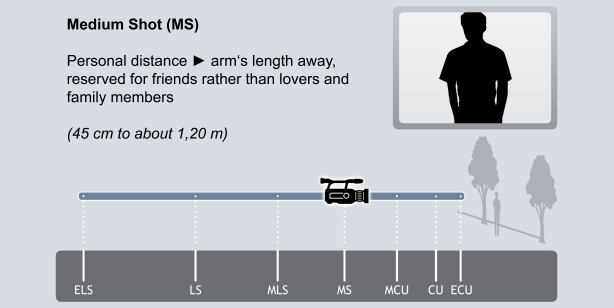 Medium Shot (MS)
Personal distance ► arm's length away,
reserved for friends rather than lovers and
family members
(45 cm to about 1,20 m)
ELS LS MLS MS MCU CU ECU